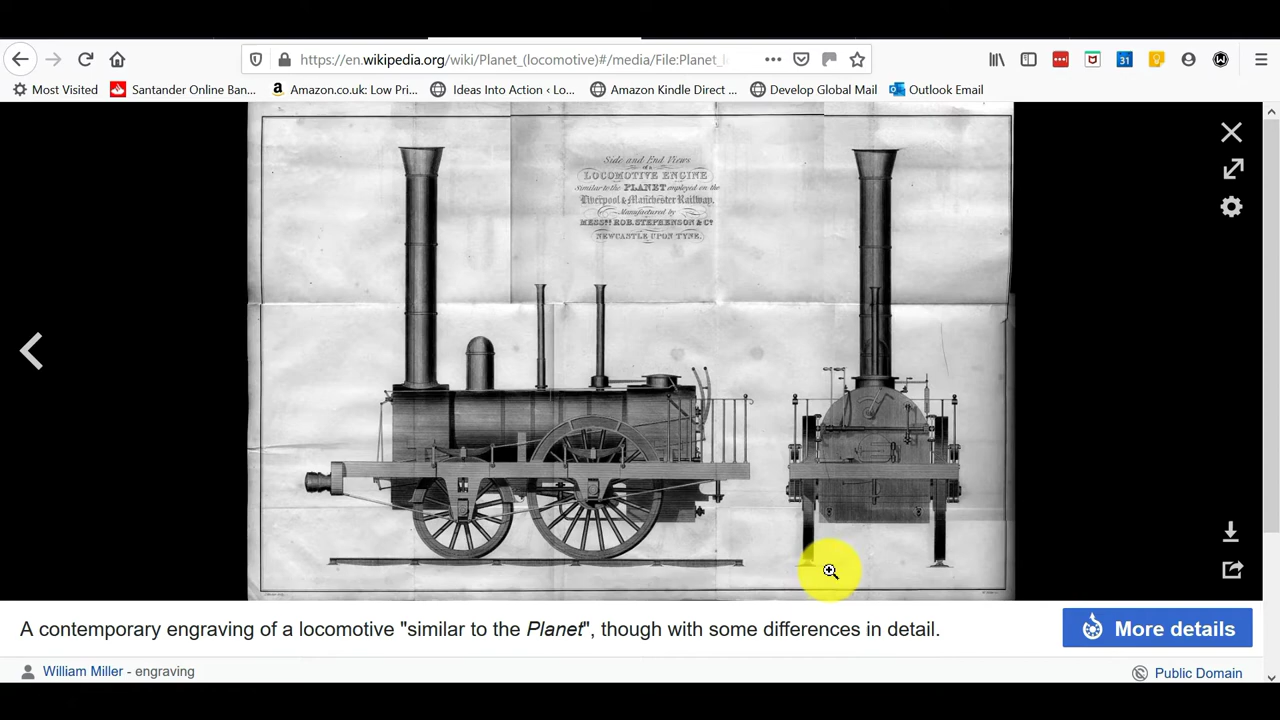 https://en.wikipedia.org/wiki/Planet_(locomotive)#/media/File:Planet_lo
31
Most Visited
Santander Online Ban...
Amazon.co.uk: Low Pri...
Ideas Into Action ‹ Lo...
Amazon Kindle Direct ...
Develop Global Mail
Outlook Email
Side and End Views
of a
LOCOMOTIVE ENGINE
Similar to the PLANET employed on the
Liverpool & Manchester Railway.
Manufactured by
MESSRS ROB. STEPHENSON & CO
NEWCASTLE UPON TYNE.
A contemporary engraving of a locomotive "similar to the Planet", though with some differences in detail.
More details
William Miller - engraving
Public Domain